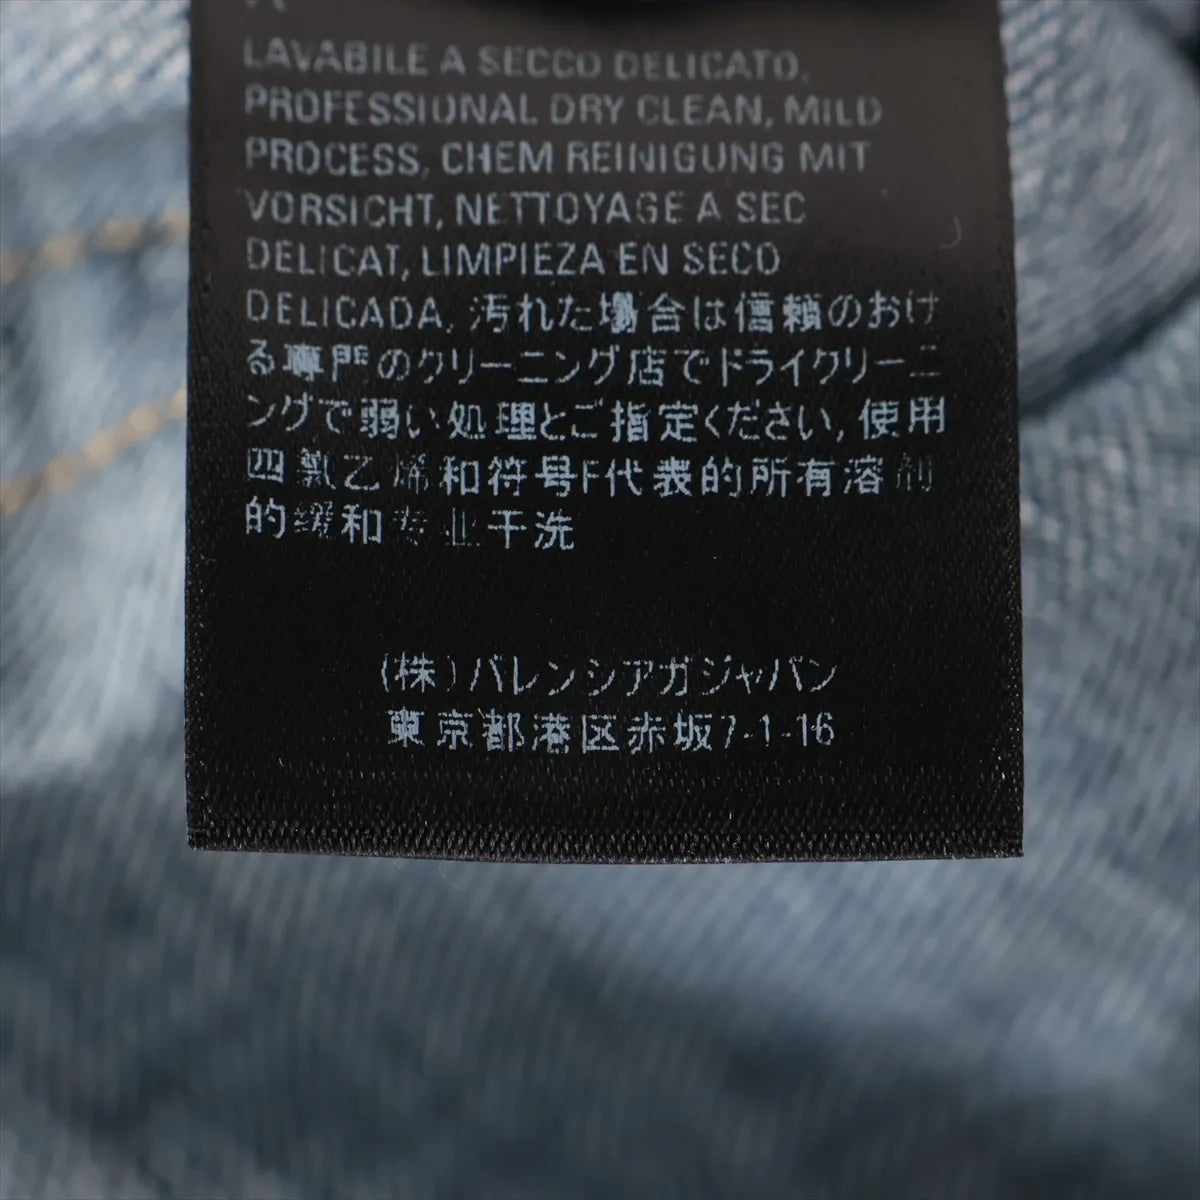 LAVABILE A SECCO DELICATO,
PROFESSIONAL DRY CLEAN, MILD
PROCESS, CHEM REINIGUNG MIT
VORSICHT, NETTOYAGE A SEC
DELICAT, LIMPIEZA EN SECO
DELICADA, 汚れた場合は信頼のおけ
る専門のクリーニング店でドライクリーニ
ングで弱い処理とご指定ください, 使用
四氯乙烯和符号F代表的所有溶剂
的缓和专业干洗
(株)バレンシアガジャパン
東京都港区赤坂7-1-16